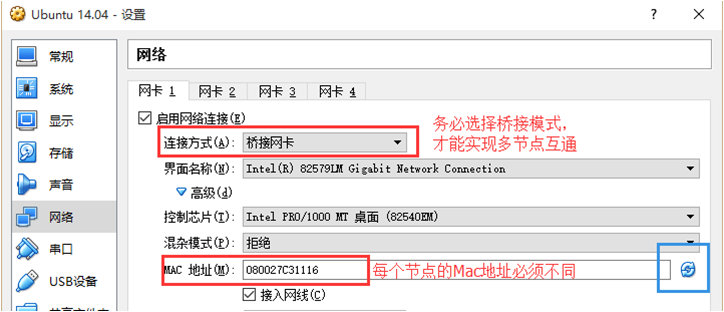 Ubuntu 14.04 - 设置
?
常规
系统
显示
存储
声音
网络
串口
USB设备
网络
网卡 1 网卡 2 网卡 3 网卡 4
启用网络连接(E)
连接方式(A): 桥接网卡
务必选择桥接模式,
才能实现多节点互通
界面名称(N): Intel(R) 82579LM Gigabit Network Connection
高级(d)
控制芯片(T): Intel PRO/1000 MT 桌面 (82540EM)
混杂模式(P): 拒绝
MAC 地址(M): 080027C31116 每个节点的Mac地址必须不同
接入网线(C)